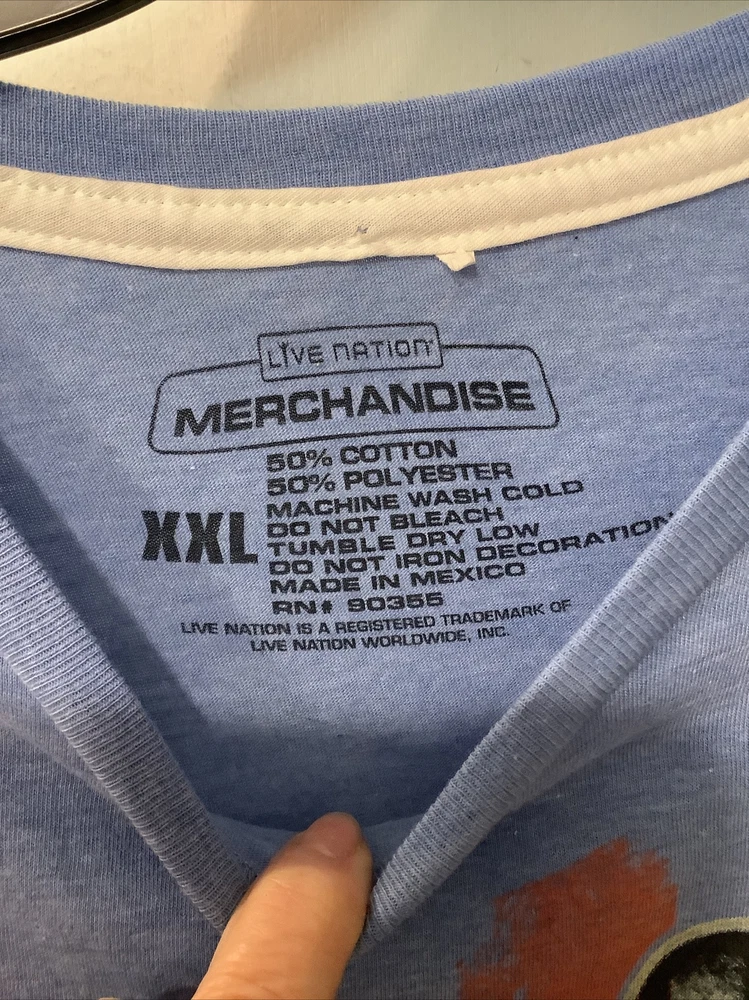 LIVE NATION
MERCHANDISE
50% COTTON
50% POLYESTER
MACHINE WASH COLD
XXL DO NOT BLEACH
TUMBLE DRY LOW
DO NOT IRON DECORATION
MADE IN MEXICO
RN# 90355
LIVE NATION IS A REGISTERED TRADEMARK OF
LIVE NATION WORLDWIDE, INC.